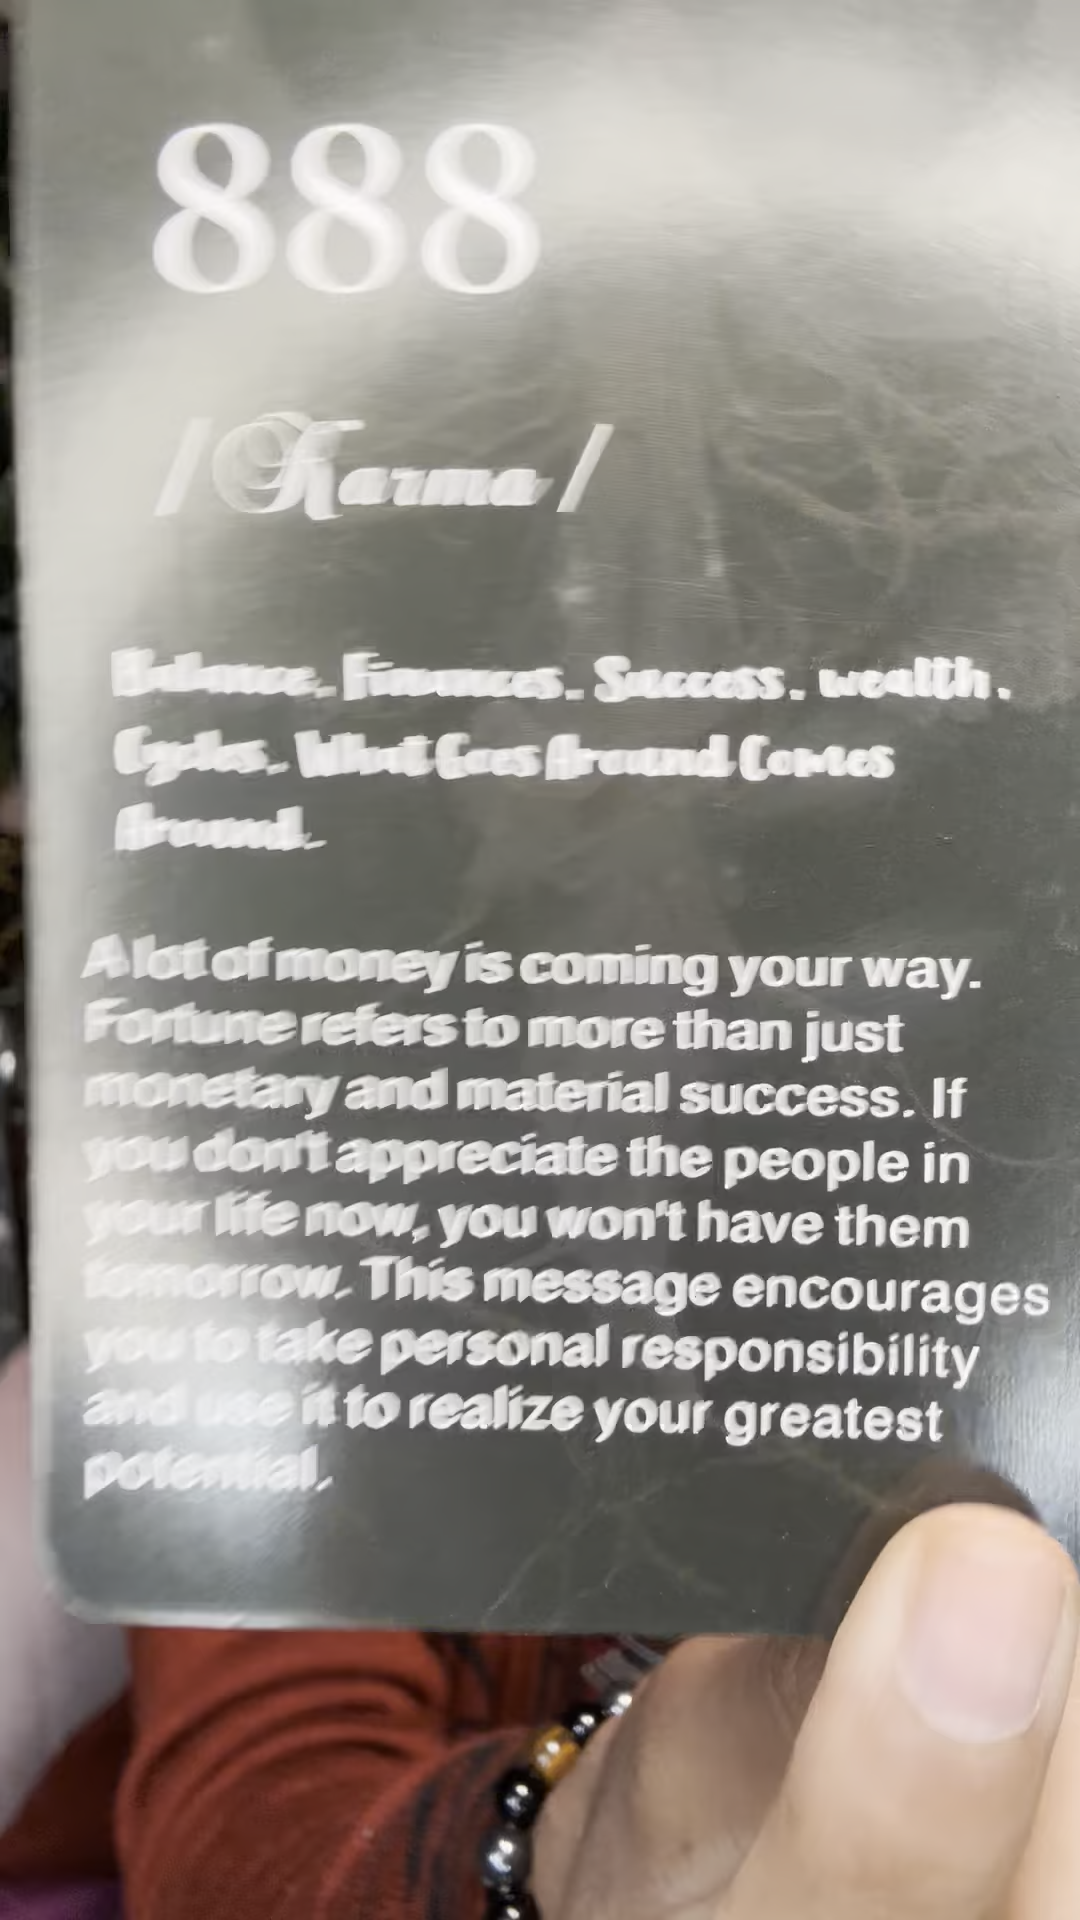 888
/ Karma /
Balance. Finances. Success. wealth.
Cycles. What Goes Around Comes
Around.
A lot of money is coming your way.
Fortune refers to more than just
monetary and material success. If
you don't appreciate the people in
your life now, you won't have them
tomorrow. This message encourages
you to take personal responsibility
and use it to realize your greatest
potential.